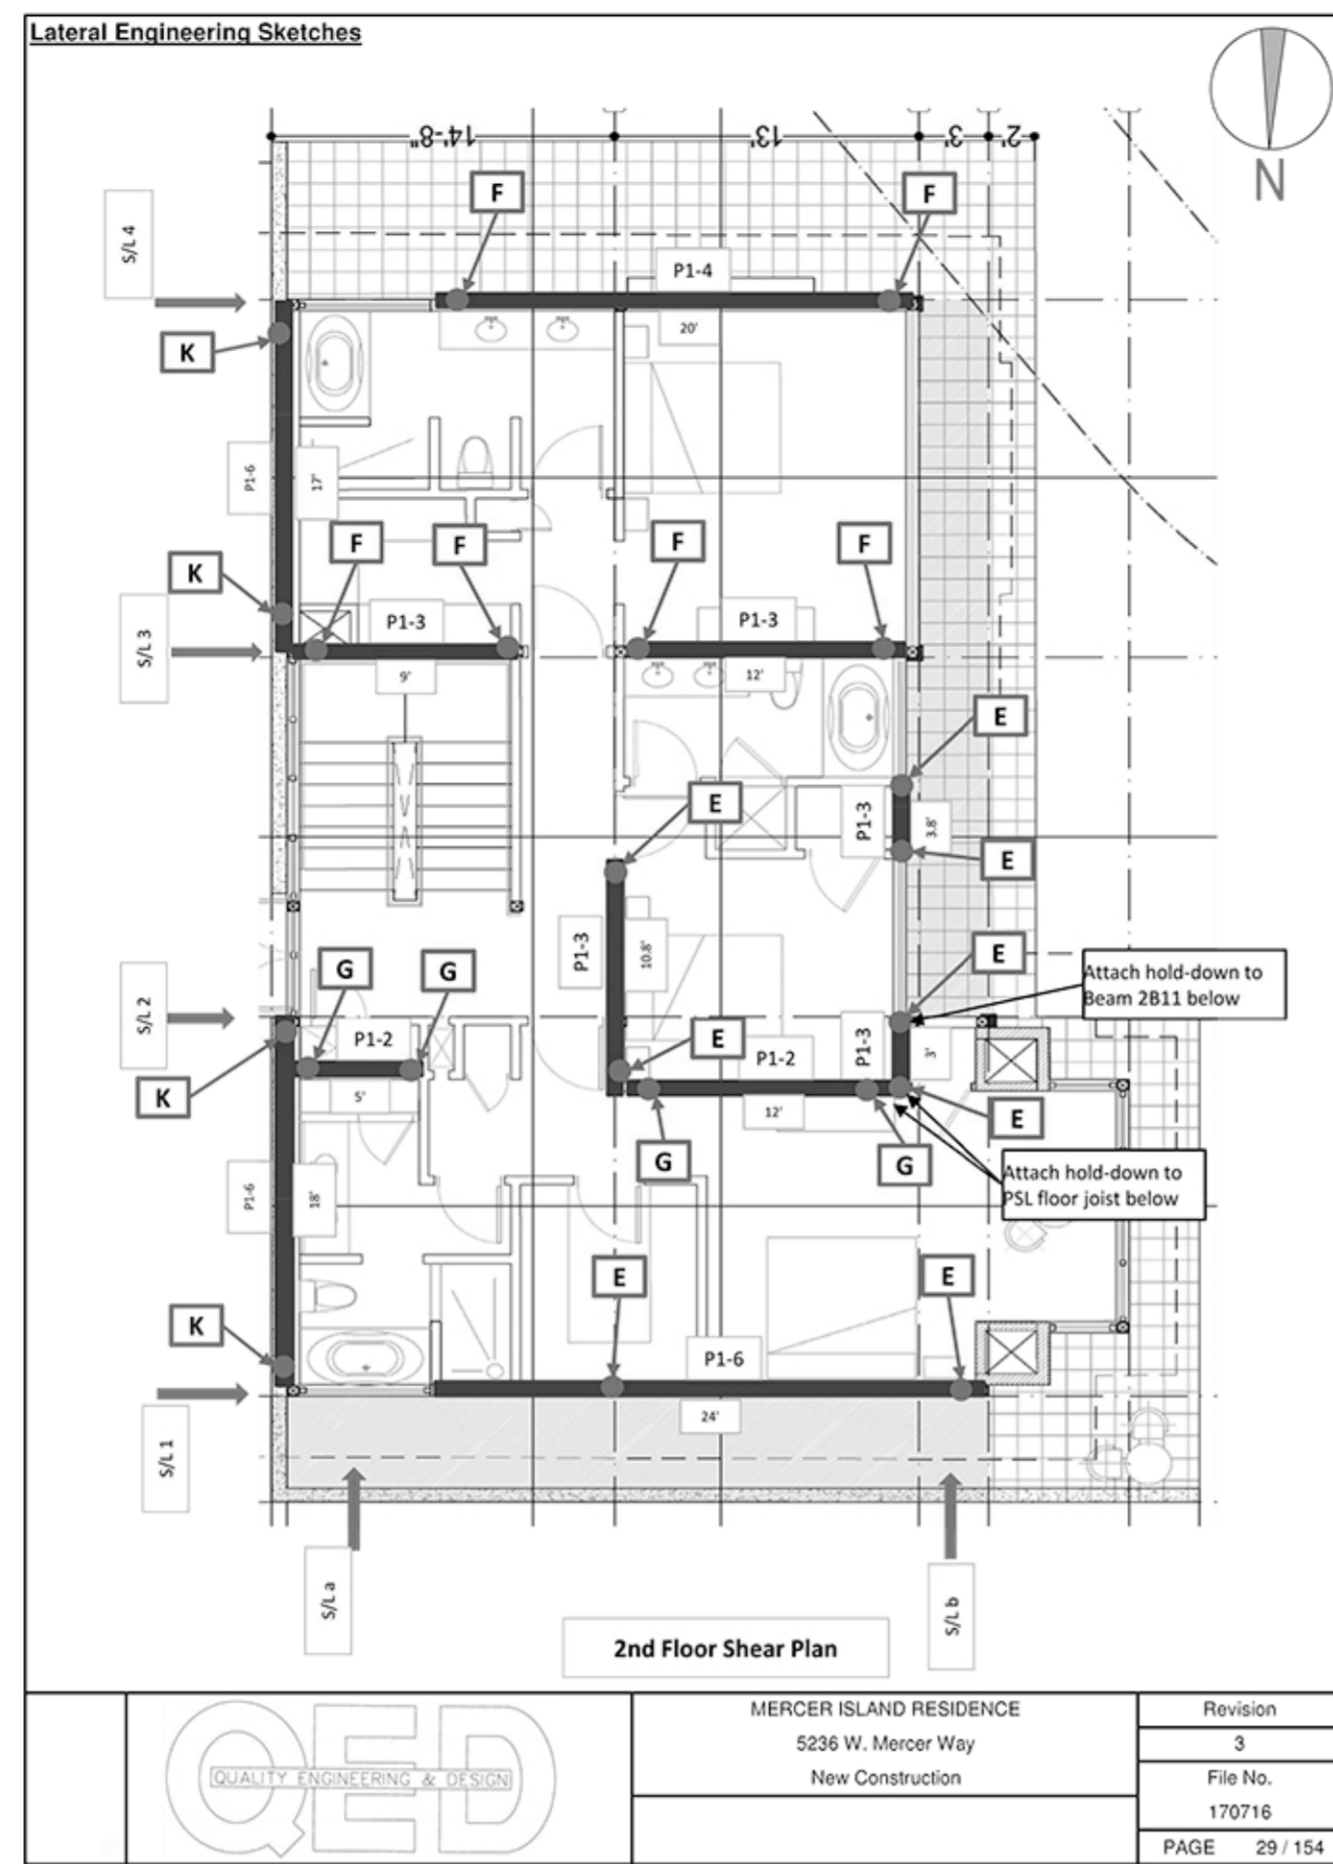 Lateral Engineering Sketches
N
14'-8"
13'
3'
2'
F
F
S/L 4
P1-4
20'
K
P1-6
17'
F
F
F
F
K
P1-3
P1-3
S/L 3
9'
12'
E
E
P1-3
3.8'
E
P1-3
10.8'
E
G
G
Attach hold-down to
Beam 2B11 below
S/L 2
P1-2
E
P1-2
P1-3
3'
K
5'
12'
E
G
G
Attach hold-down to
PSL floor joist below
P1-6
18'
E
E
K
P1-6
24'
S/L 1
S/L a
S/L b
2nd Floor Shear Plan
QED
QUALITY ENGINEERING & DESIGN
MERCER ISLAND RESIDENCE
5236 W. Mercer Way
New Construction
Revision
3
File No.
170716
PAGE 29 / 154